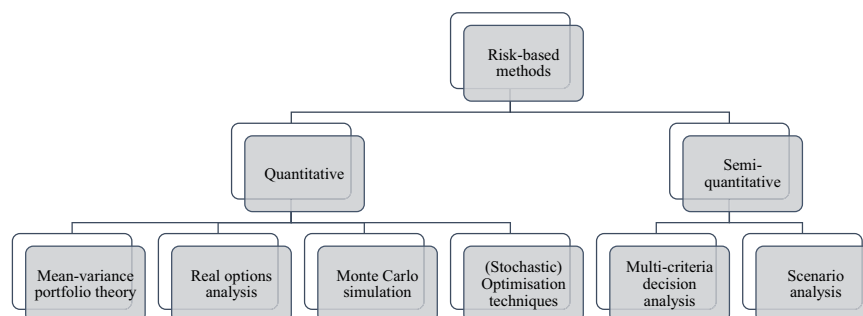 Risk-based
methods
Quantitative
Semi-
quantitative
Mean-variance
portfolio theory
Real options
analysis
Monte Carlo
simulation
(Stochastic)
Optimisation
techniques
Multi-criteria
decision
analysis
Scenario
analysis